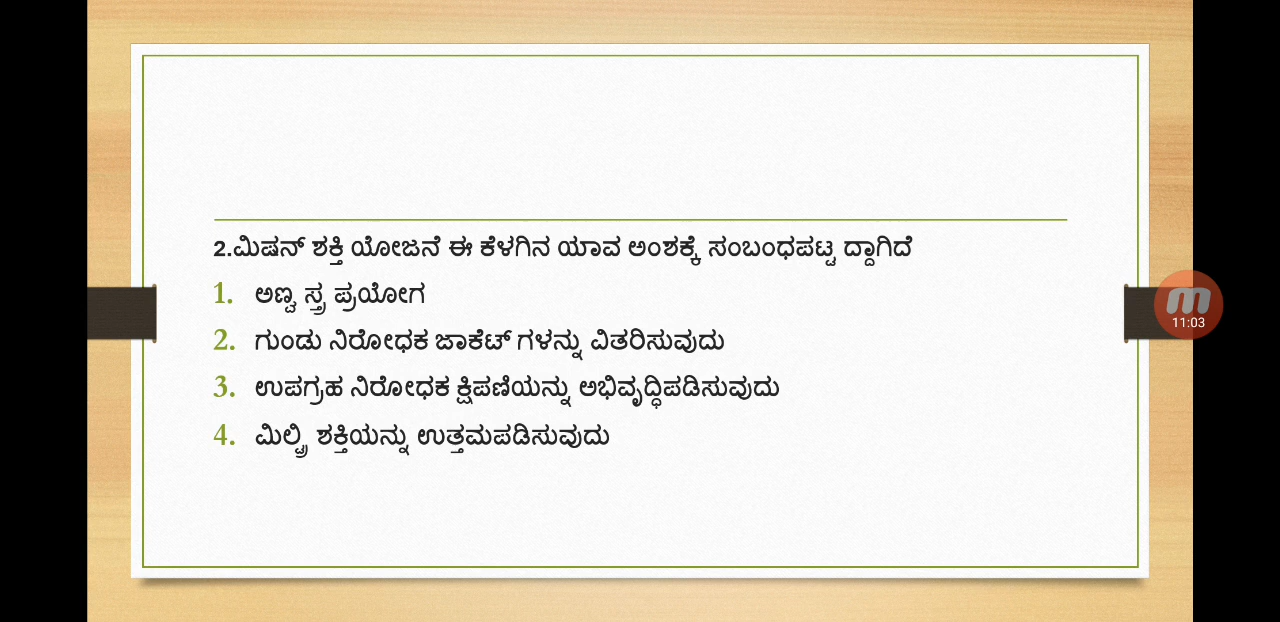 2.ಮಿಷನ್ ಶಕ್ತಿ ಯೋಜನೆ ಈ ಕೆಳಗಿನ ಯಾವ ಅಂಶಕ್ಕೆ ಸಂಬಂಧಪಟ್ಟ ದ್ದಾಗಿದೆ
1. ಅಣ್ವ ಸ್ತ್ರ ಪ್ರಯೋಗ
2. ಗುಂಡು ನಿರೋಧಕ ಜಾಕೆಟ್ ಗಳನ್ನು ವಿತರಿಸುವುದು
3. ಉಪಗ್ರಹ ನಿರೋಧಕ ಕ್ಷಿಪಣಿಯನ್ನು ಅಭಿವೃದ್ಧಿಪಡಿಸುವುದು
4. ಮಿಲ್ಟ್ರಿ ಶಕ್ತಿಯನ್ನು ಉತ್ತಮಪಡಿಸುವುದು
11:03